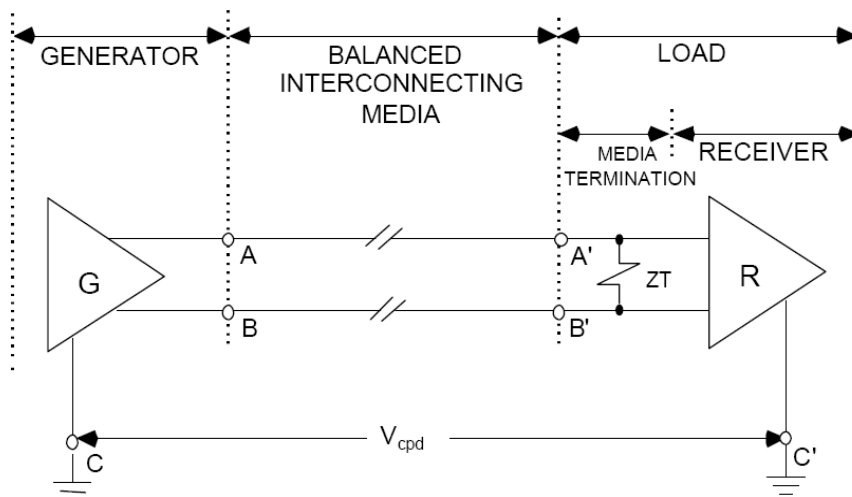 GENERATOR
BALANCED
INTERCONNECTING
MEDIA
LOAD
MEDIA
TERMINATION
RECEIVER
A
A'
G
ZT
R
B
B'
Vcpd
C
C'